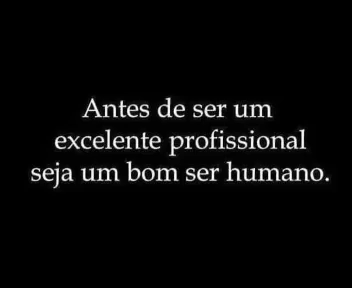 Antes de ser um
excelente profissional
seja um bom ser humano.